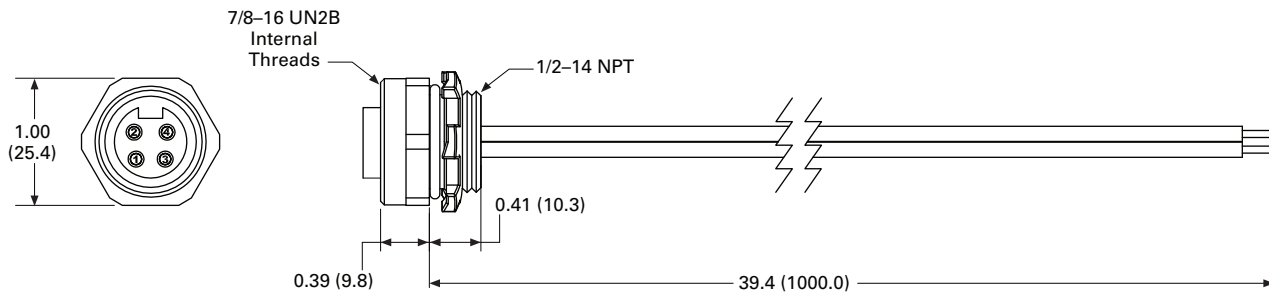 7/8–16 UN2B
Internal
Threads
1/2–14 NPT
1.00
(25.4)
2 4
1 3
0.41 (10.3)
0.39 (9.8)
39.4 (1000.0)